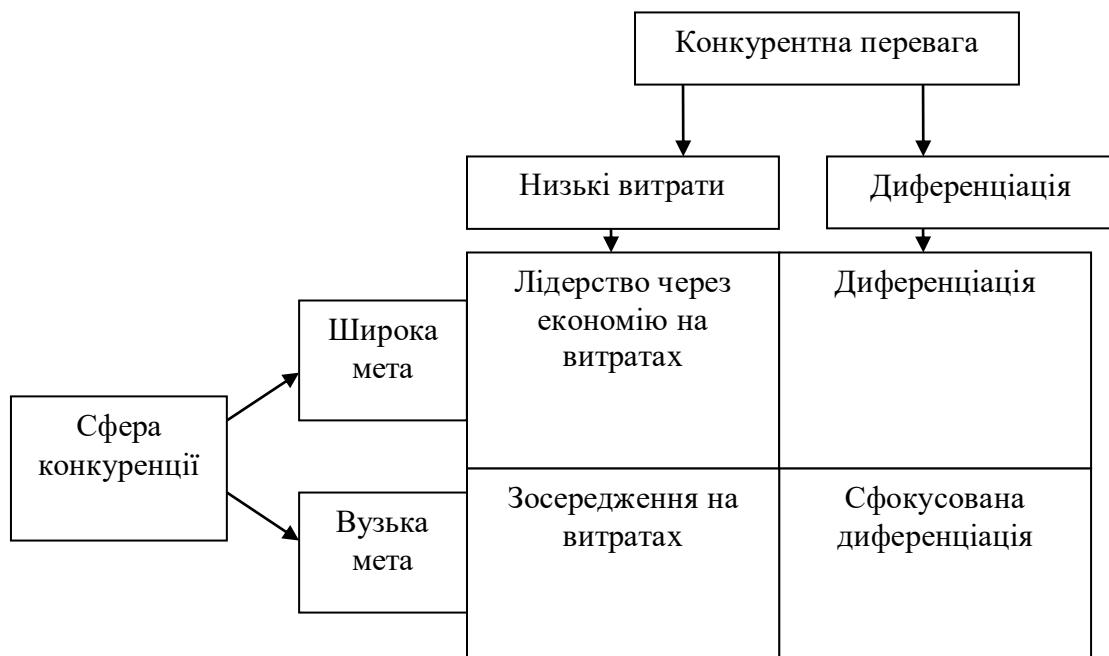 Конкурентна перевага
Низькі витрати
Диференціація
Лідерство через
економію на
витратах
Диференціація
Широка
мета
Сфера
конкуренції
Зосередження на
витратах
Сфокусована
диференціація
Вузька
мета